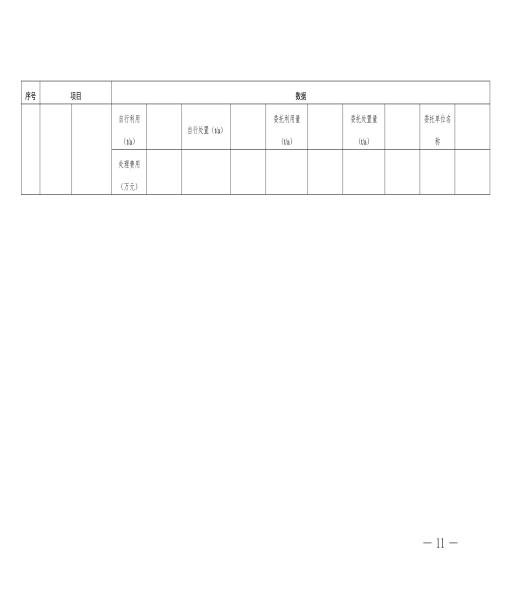 序号 项目 数据
自行利用 自行处置（t/a） 委托利用量 委托处置量 委托单位名
（t/a） (t/a) (t/a) 称
处理费用
（万元）
— 11 —